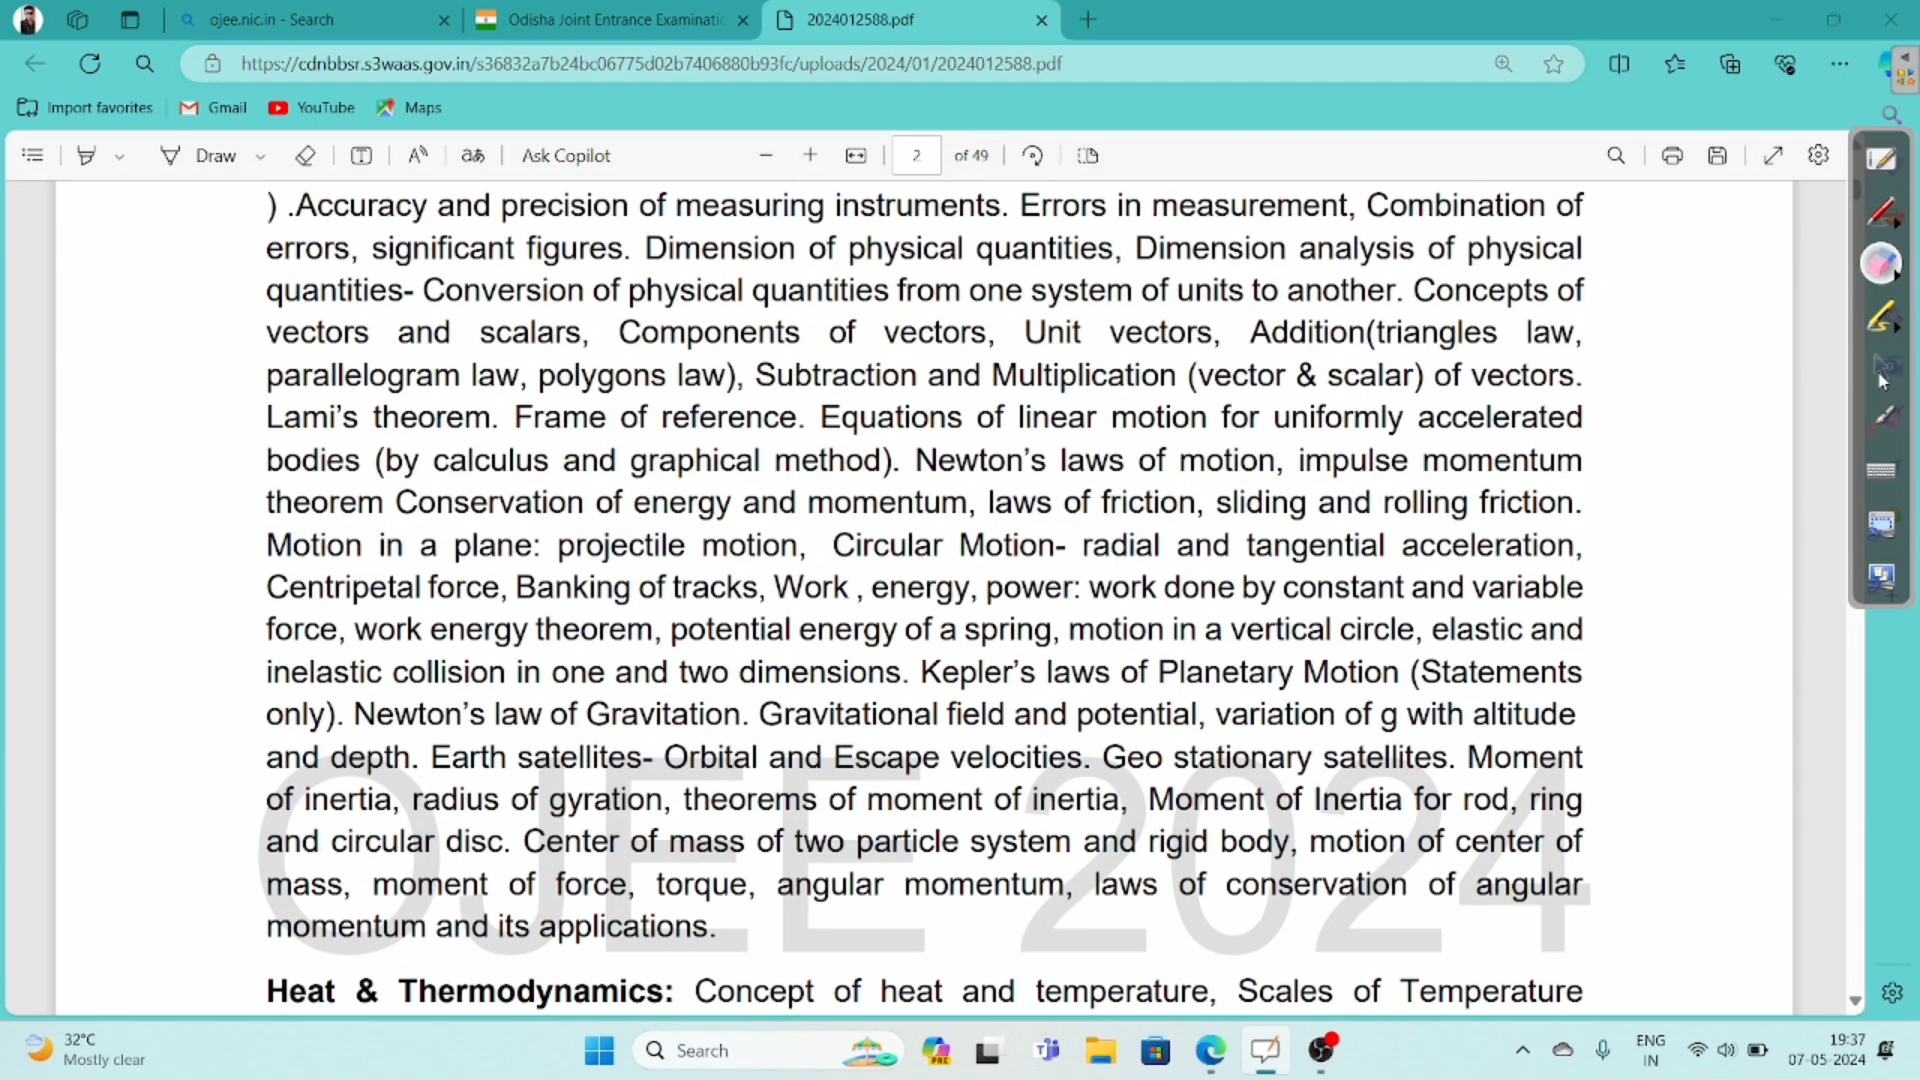 ojee.nic.in - Search
Odisha Joint Entrance Examinatic
2024012588.pdf
https://cdnbbsr.s3waas.gov.in/s36832a7b24bc06775d02b7406880b93fc/uploads/2024/01/2024012588.pdf
Import favorites
Gmail
YouTube
Maps
Draw
Ask Copilot
2 of 49
) .Accuracy and precision of measuring instruments. Errors in measurement, Combination of
errors, significant figures. Dimension of physical quantities, Dimension analysis of physical
quantities- Conversion of physical quantities from one system of units to another. Concepts of
vectors and scalars, Components of vectors, Unit vectors, Addition(triangles law,
parallelogram law, polygons law), Subtraction and Multiplication (vector & scalar) of vectors.
Lami's theorem. Frame of reference. Equations of linear motion for uniformly accelerated
bodies (by calculus and graphical method). Newton's laws of motion, impulse momentum
theorem Conservation of energy and momentum, laws of friction, sliding and rolling friction.
Motion in a plane: projectile motion, Circular Motion- radial and tangential acceleration,
Centripetal force, Banking of tracks, Work , energy, power: work done by constant and variable
force, work energy theorem, potential energy of a spring, motion in a vertical circle, elastic and
inelastic collision in one and two dimensions. Kepler's laws of Planetary Motion (Statements
only). Newton's law of Gravitation. Gravitational field and potential, variation of g with altitude
and depth. Earth satellites- Orbital and Escape velocities. Geo stationary satellites. Moment
of inertia, radius of gyration, theorems of moment of inertia, Moment of Inertia for rod, ring
and circular disc. Center of mass of two particle system and rigid body, motion of center of
mass, moment of force, torque, angular momentum, laws of conservation of angular
momentum and its applications.
OJEE 2024
Heat & Thermodynamics: Concept of heat and temperature, Scales of Temperature
32°C
Mostly clear
Search
PRE
ENG
IN
19:37
07-05-2024